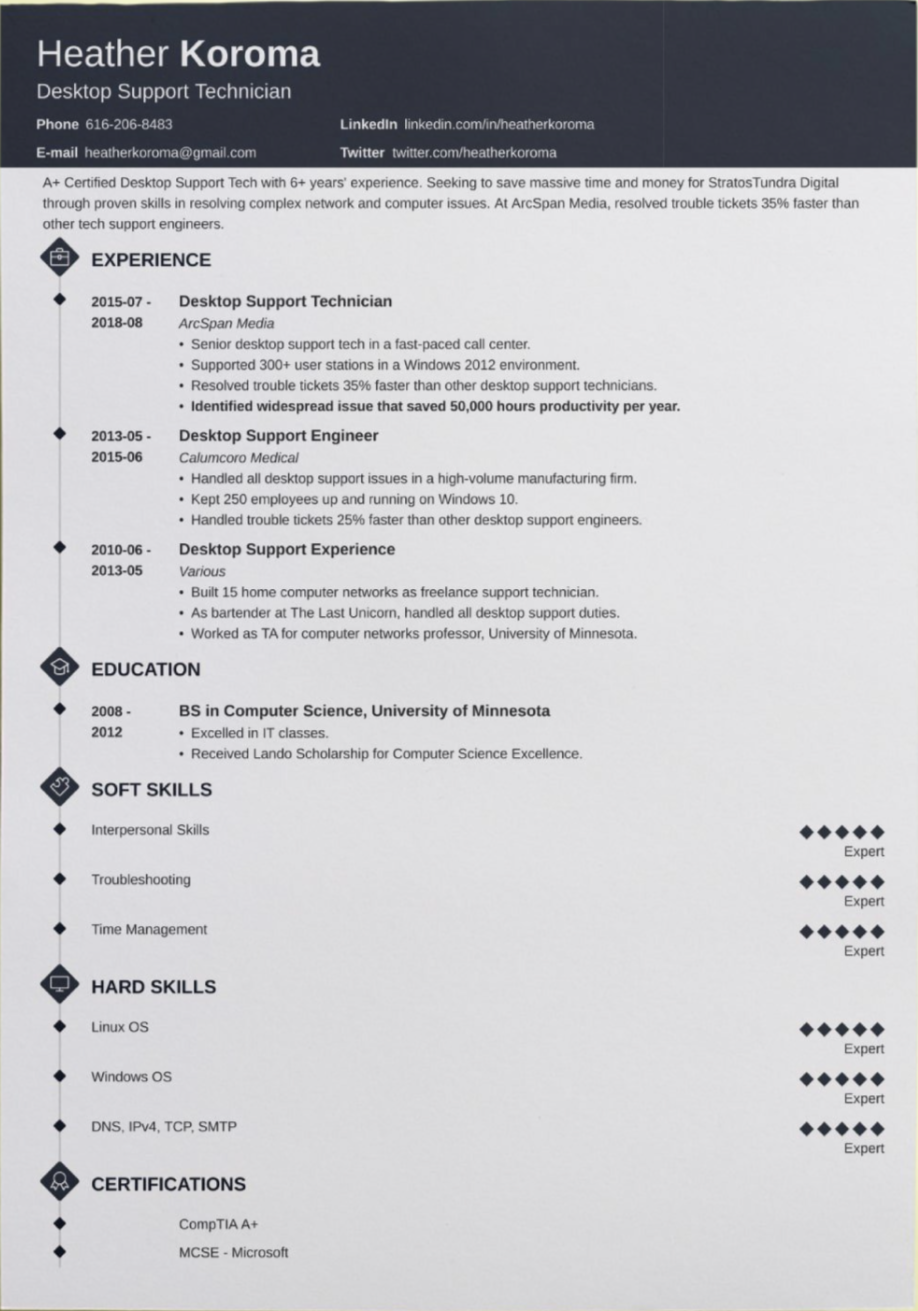 Heather Koroma
Desktop Support Technician
Phone 616-206-8483
LinkedIn linkedin.com/in/heatherkoroma
E-mail heatherkoroma@gmail.com
Twitter twitter.com/heatherkoroma
A+ Certified Desktop Support Tech with 6+ years' experience. Seeking to save massive time and money for StratosTundra Digital
through proven skills in resolving complex network and computer issues. At ArcSpan Media, resolved trouble tickets 35% faster than
other tech support engineers.
EXPERIENCE
2015-07 -
2018-08
Desktop Support Technician
ArcSpan Media
• Senior desktop support tech in a fast-paced call center.
• Supported 300+ user stations in a Windows 2012 environment.
• Resolved trouble tickets 35% faster than other desktop support technicians.
• Identified widespread issue that saved 50,000 hours productivity per year.
2013-05 -
2015-06
Desktop Support Engineer
Calumcoro Medical
• Handled all desktop support issues in a high-volume manufacturing firm.
• Kept 250 employees up and running on Windows 10.
• Handled trouble tickets 25% faster than other desktop support engineers.
2010-06 -
2013-05
Desktop Support Experience
Various
• Built 15 home computer networks as freelance support technician.
• As bartender at The Last Unicorn, handled all desktop support duties.
• Worked as TA for computer networks professor, University of Minnesota.
EDUCATION
2008 -
2012
BS in Computer Science, University of Minnesota
• Excelled in IT classes.
• Received Lando Scholarship for Computer Science Excellence.
SOFT SKILLS
Interpersonal Skills
Expert
Troubleshooting
Expert
Time Management
Expert
HARD SKILLS
Linux OS
Expert
Windows OS
Expert
DNS, IPv4, TCP, SMTP
Expert
CERTIFICATIONS
CompTIA A+
MCSE - Microsoft